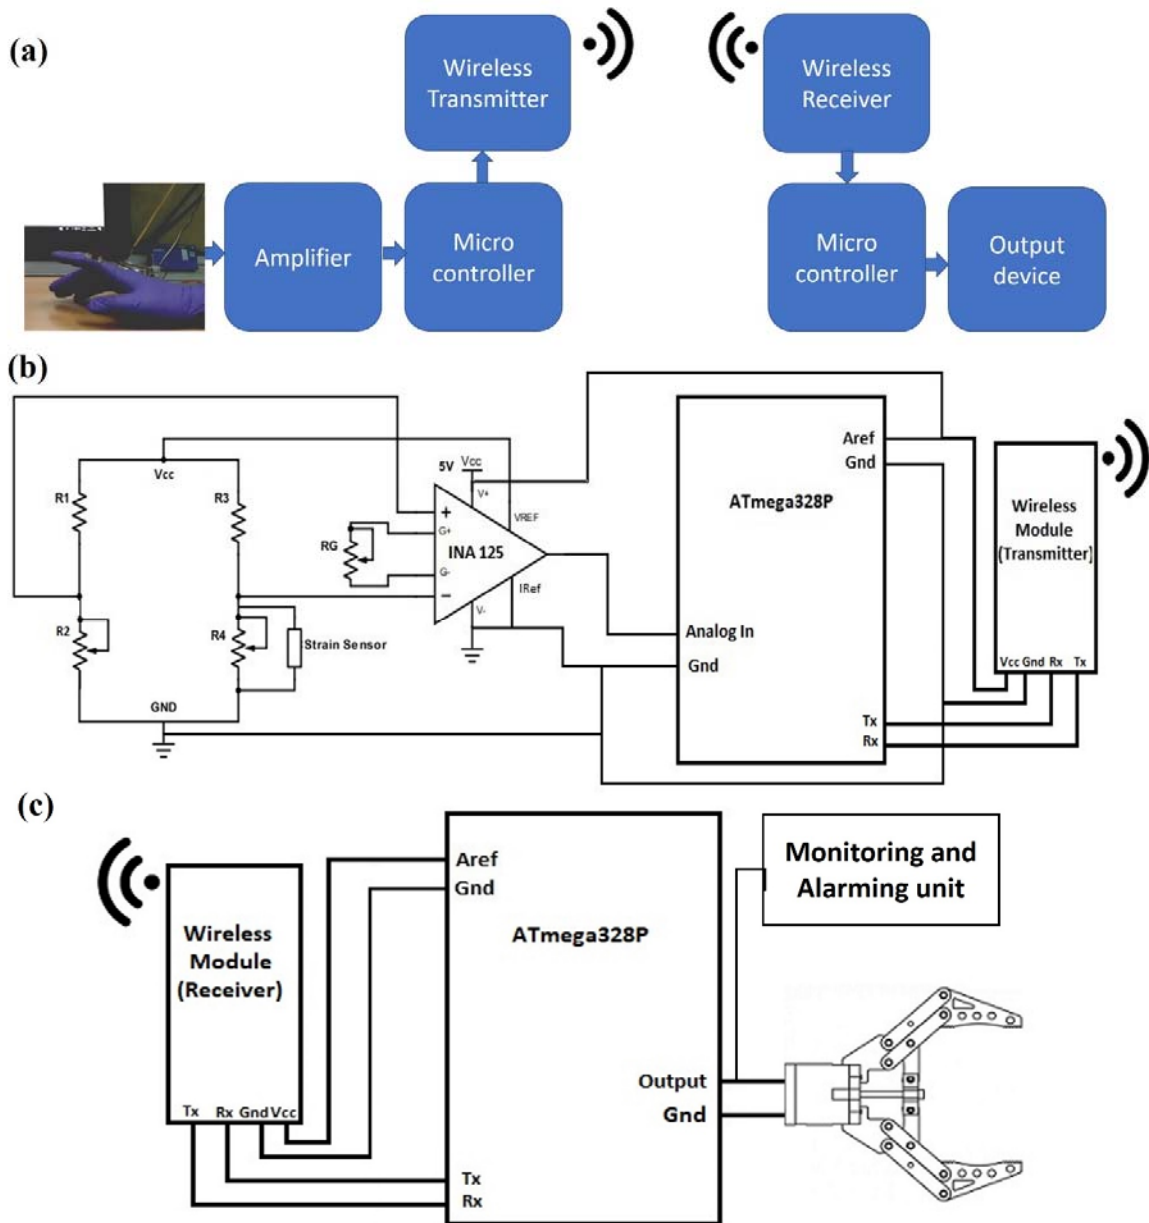 (a)
Wireless
Transmitter
Wireless
Receiver
Amplifier
Micro
controller
Micro
controller
Output
device
(b)
Vcc
R1
R3
R2
R4
Strain Sensor
GND
RG
5V
Vcc
V+
+
G+
VREF
INA 125
G-
−
IRef
V-
ATmega328P
Aref
Gnd
Analog In
Gnd
Tx
Rx
Wireless
Module
(Transmitter)
Vcc Gnd Rx Tx
(c)
Wireless
Module
(Receiver)
Tx Rx Gnd Vcc
Aref
Gnd
ATmega328P
Output
Gnd
Tx
Rx
Monitoring and
Alarming unit